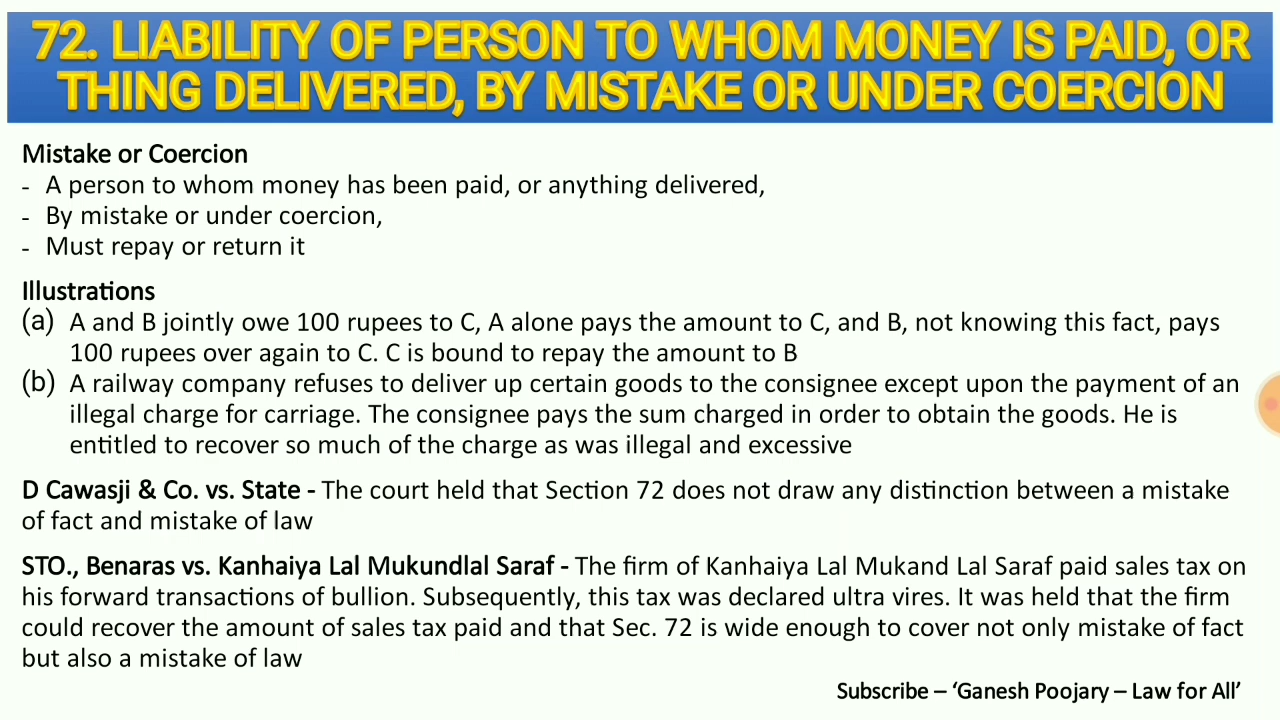 72. LIABILITY OF PERSON TO WHOM MONEY IS PAID, OR
THING DELIVERED, BY MISTAKE OR UNDER COERCION
Mistake or Coercion
- A person to whom money has been paid, or anything delivered,
- By mistake or under coercion,
- Must repay or return it
Illustrations
(a) A and B jointly owe 100 rupees to C, A alone pays the amount to C, and B, not knowing this fact, pays
100 rupees over again to C. C is bound to repay the amount to B
(b) A railway company refuses to deliver up certain goods to the consignee except upon the payment of an
illegal charge for carriage. The consignee pays the sum charged in order to obtain the goods. He is
entitled to recover so much of the charge as was illegal and excessive
D Cawasji & Co. vs. State - The court held that Section 72 does not draw any distinction between a mistake
of fact and mistake of law
STO., Benaras vs. Kanhaiya Lal Mukundlal Saraf - The firm of Kanhaiya Lal Mukand Lal Saraf paid sales tax on
his forward transactions of bullion. Subsequently, this tax was declared ultra vires. It was held that the firm
could recover the amount of sales tax paid and that Sec. 72 is wide enough to cover not only mistake of fact
but also a mistake of law
Subscribe – ‘Ganesh Poojary – Law for All’